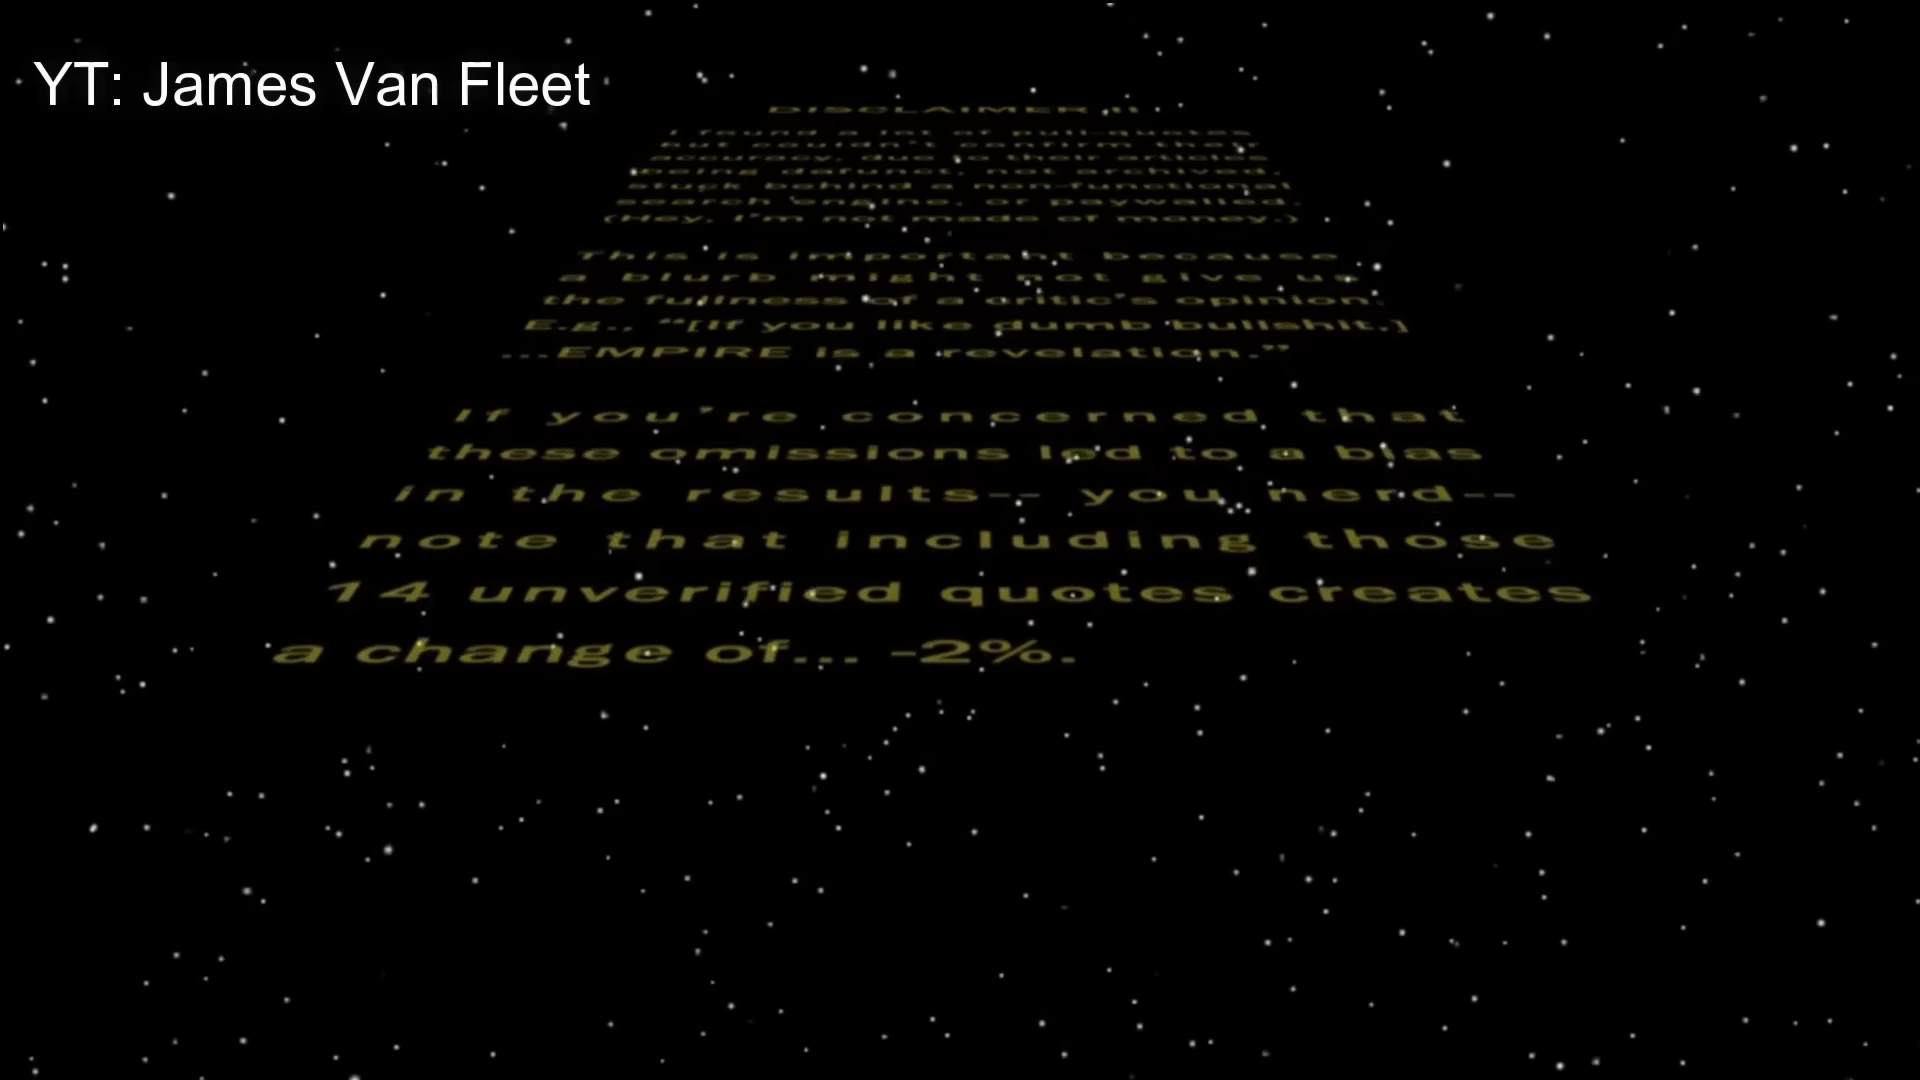 YT: James Van Fleet
DISCLAIMER II
I found a lot of pull-quotes
but couldn't confirm their
accuracy, due to their articles
being defunct, not archived,
stuck behind a non-functional
search engine, or paywalled.
(Hey, I'm not made of money.)
This is important because
a blurb might not give us
the fullness of a critic's opinion.
E.g., “[If you like dumb bullshit,]
...EMPIRE is a revelation.”
If you're concerned that
these omissions led to a bias
in the results-- you nerd--
note that including those
14 unverified quotes creates
a change of... -2%.